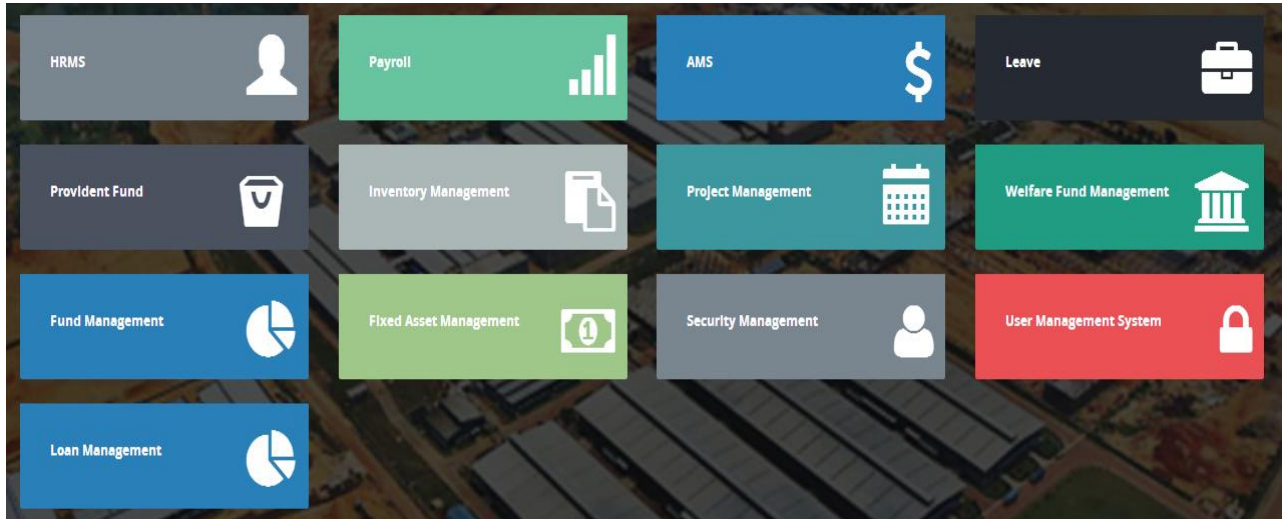 HRMS
Payroll
AMS
Leave
Provident Fund
Inventory Management
Project Management
Welfare Fund Management
Fund Management
Fixed Asset Management
Security Management
User Management System
Loan Management